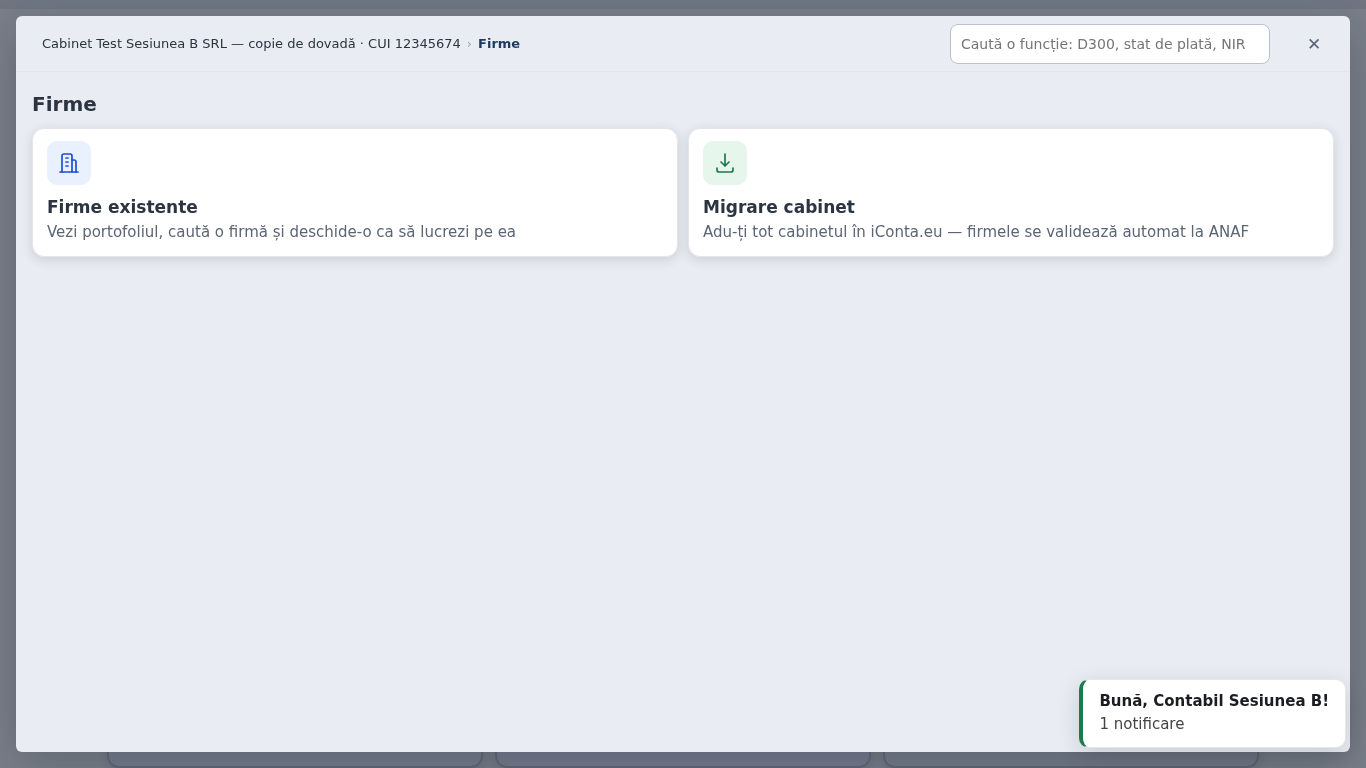 Cabinet Test Sesiunea B SRL — copie de dovadă · CUI 12345674 › Firme
Caută o funcție: D300, stat de plată, NIR
✕
Firme
Firme existente
Vezi portofoliul, caută o firmă și deschide-o ca să lucrezi pe ea
Migrare cabinet
Adu-ți tot cabinetul în iConta.eu — firmele se validează automat la ANAF
Bună, Contabil Sesiunea B!
1 notificare